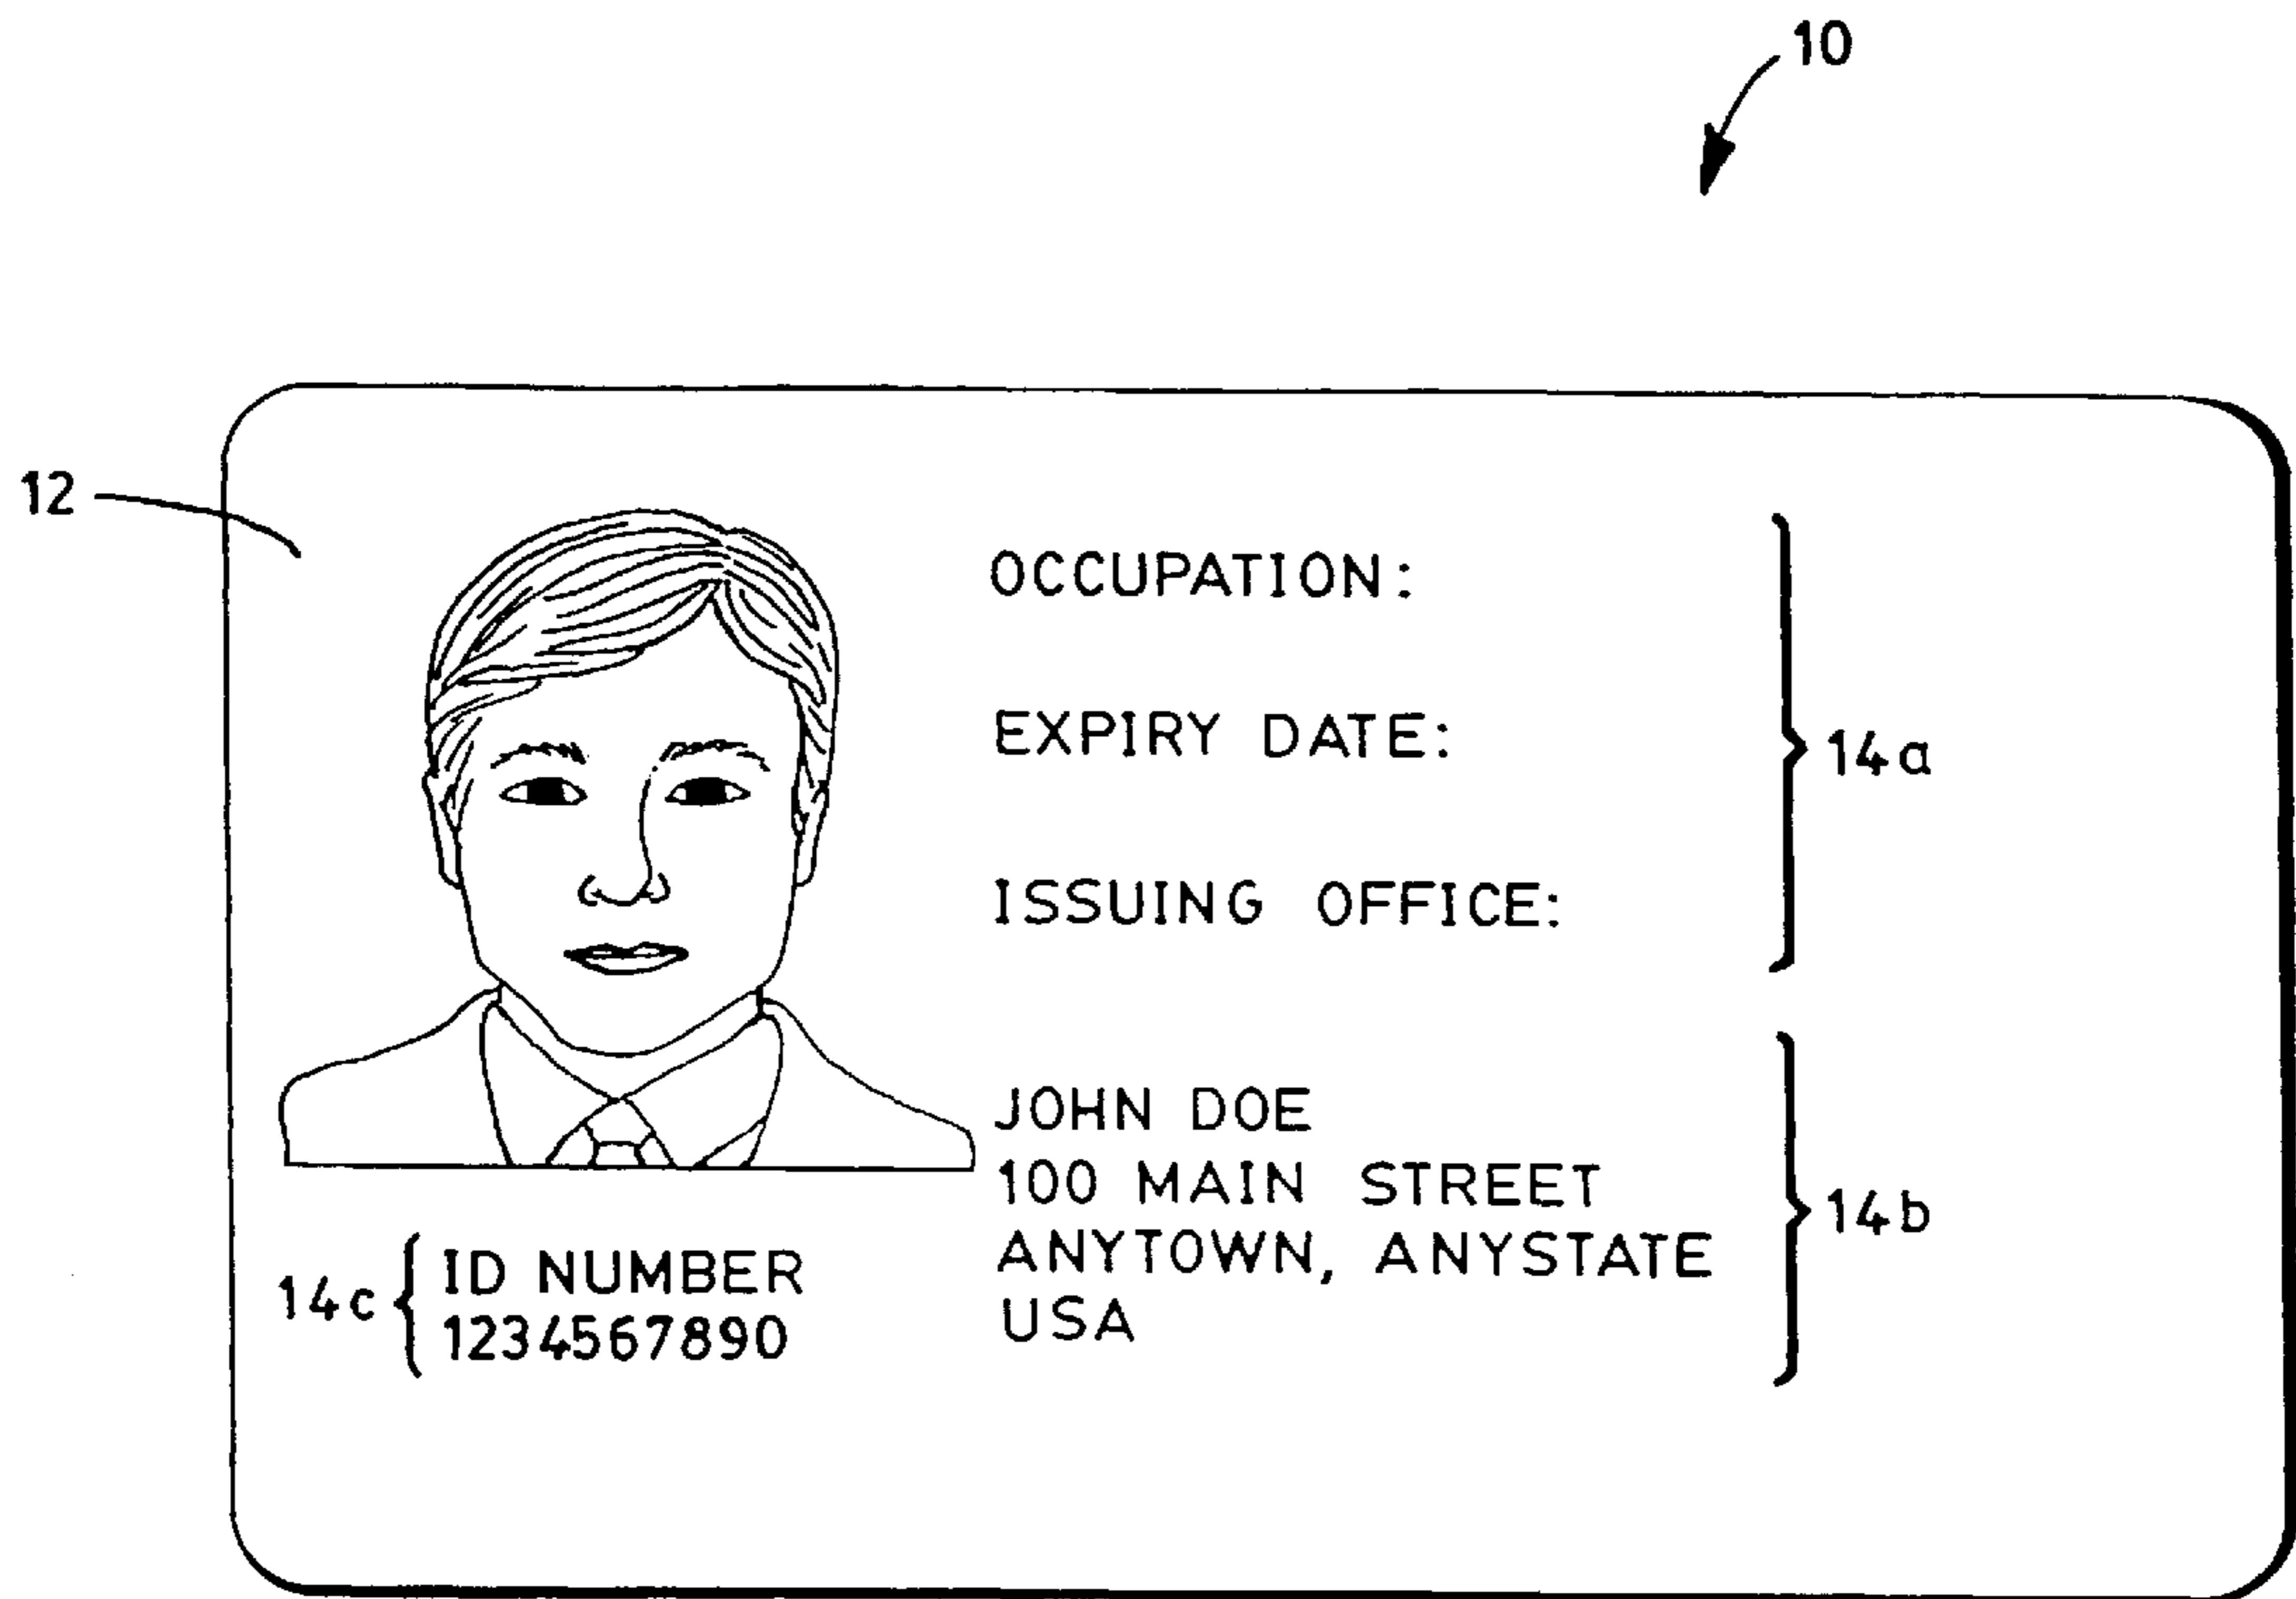 10
12
OCCUPATION:
EXPIRY DATE:
14a
ISSUING OFFICE:
JOHN DOE
100 MAIN STREET
14b
ANYTOWN, ANYSTATE
USA
14c
ID NUMBER
1234567890